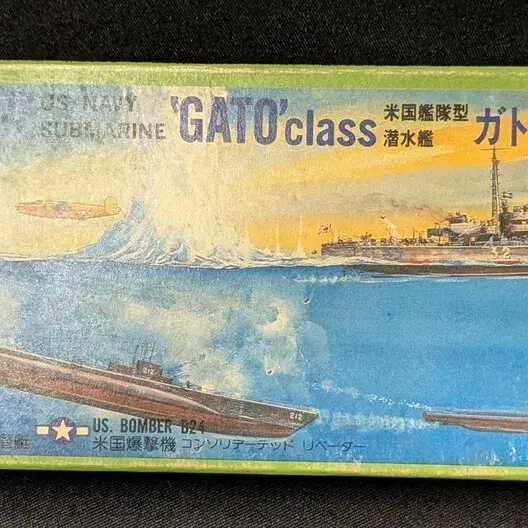 US. NAVY
SUBMARINE
'GATO' class
米国艦隊型
潜水艦
ガト
32
212
212
US. BOMBER B24
米国爆撃機 コンソリデーテッド リベーター